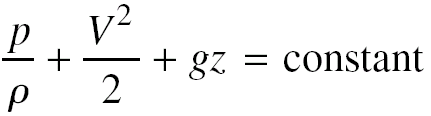 p/ρ + V²/2 + gz = constant